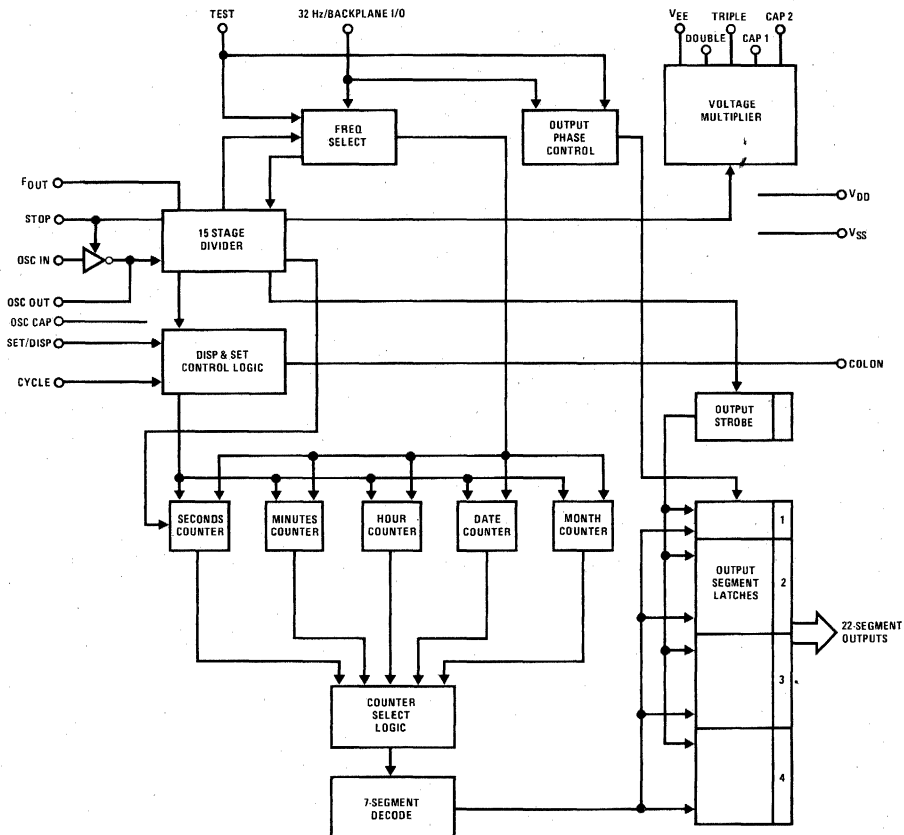 TEST
32 Hz/BACKPLANE I/O
VEE
TRIPLE
CAP 2
DOUBLE
CAP 1
FREQ
SELECT
OUTPUT
PHASE
CONTROL
VOLTAGE
MULTIPLIER
FOUT
STOP
OSC IN
OSC OUT
OSC CAP
SET/DISP
CYCLE
15 STAGE
DIVIDER
VDD
VSS
DISP & SET
CONTROL LOGIC
COLON
OUTPUT
STROBE
SECONDS
COUNTER
MINUTES
COUNTER
HOUR
COUNTER
DATE
COUNTER
MONTH
COUNTER
1
OUTPUT
SEGMENT
LATCHES
2
3
4
22-SEGMENT
OUTPUTS
COUNTER
SELECT
LOGIC
7-SEGMENT
DECODE